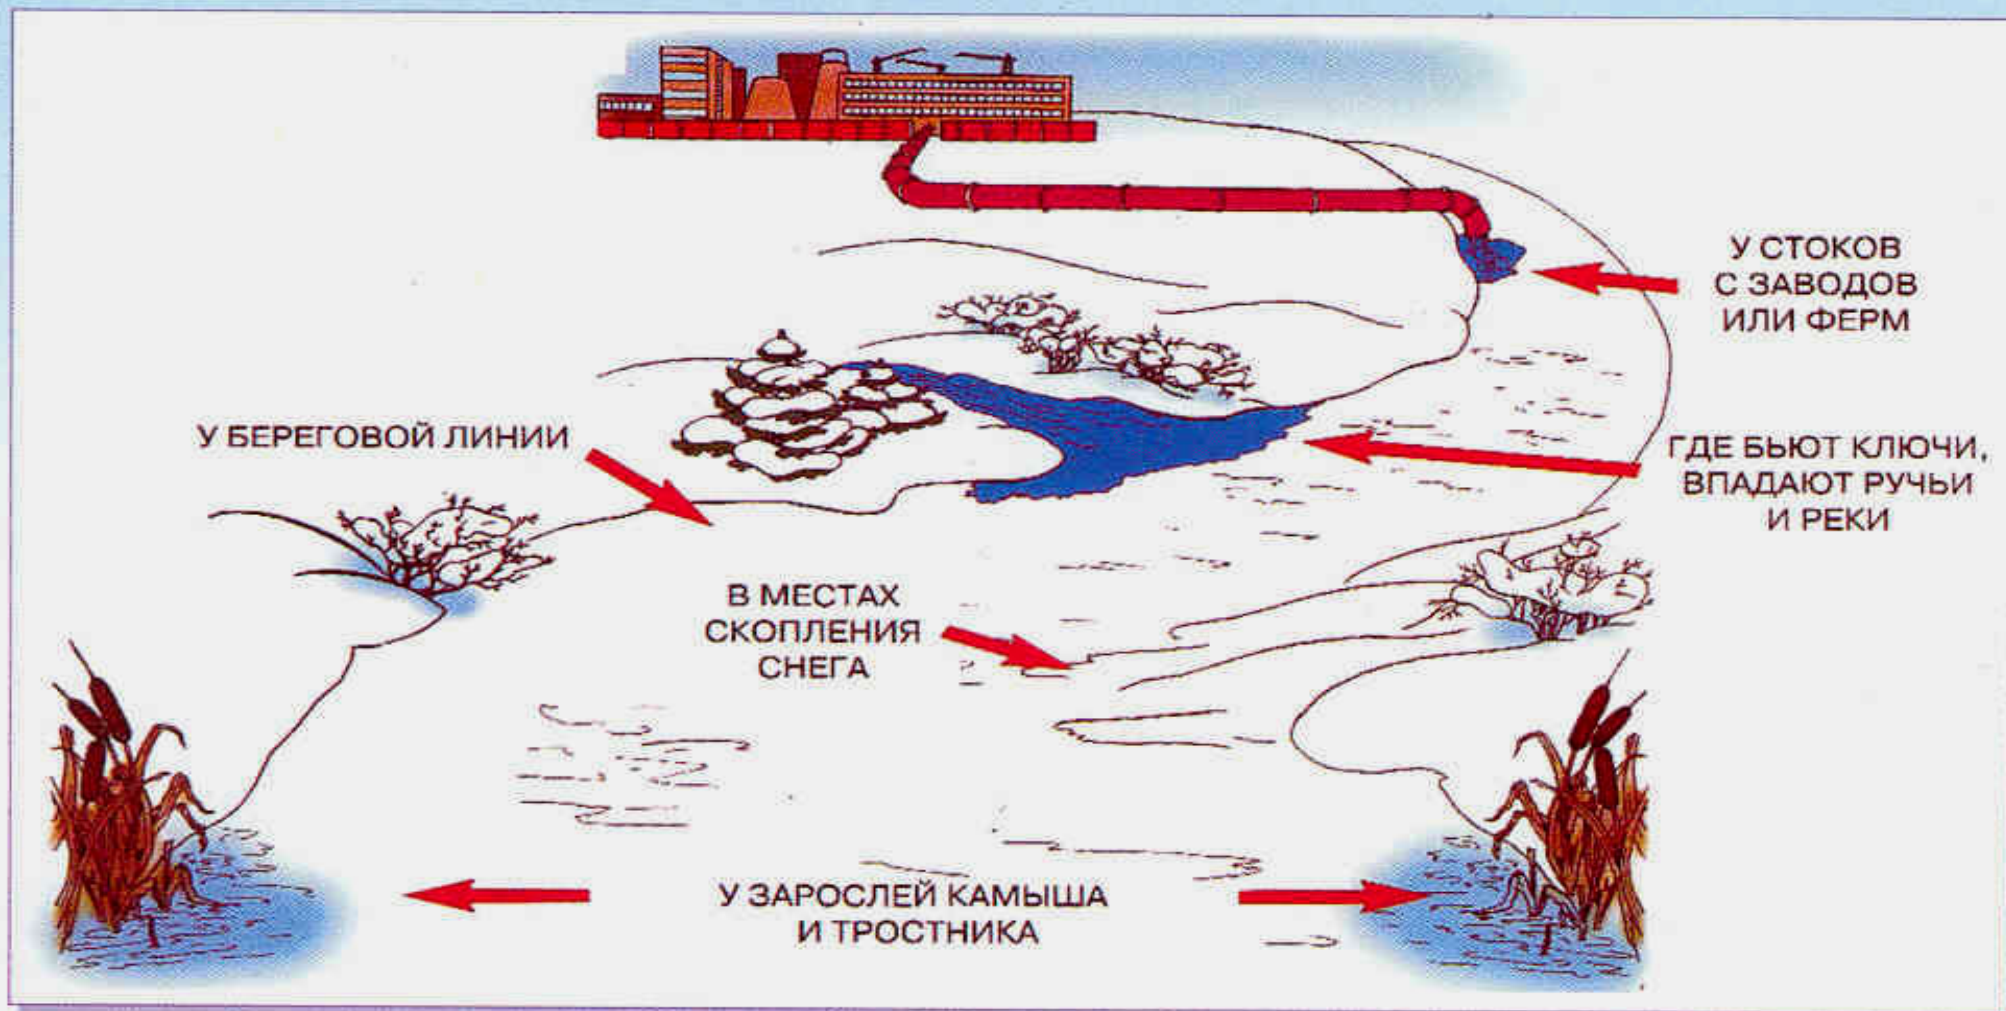 У СТОКОВ
С ЗАВОДОВ
ИЛИ ФЕРМ
У БЕРЕГОВОЙ ЛИНИИ
ГДЕ БЬЮТ КЛЮЧИ,
ВПАДАЮТ РУЧЬИ
И РЕКИ
В МЕСТАХ
СКОПЛЕНИЯ
СНЕГА
У ЗАРОСЛЕЙ КАМЫША
И ТРОСТНИКА